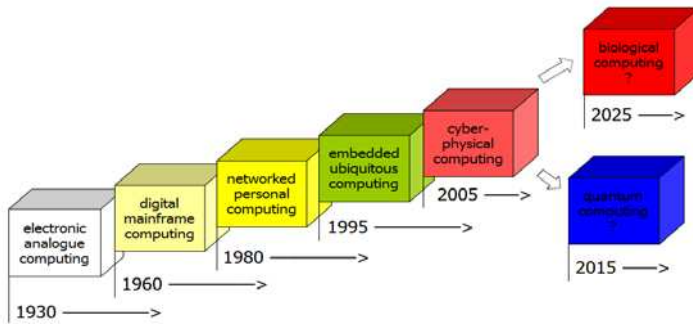 electronic
analogue
computing
1930
digital
mainframe
computing
1960
networked
personal
computing
1980
embedded
ubiquitous
computing
1995
cyber-
physical
computing
2005
biological
computing
?
2025
quantum
computing
?
2015